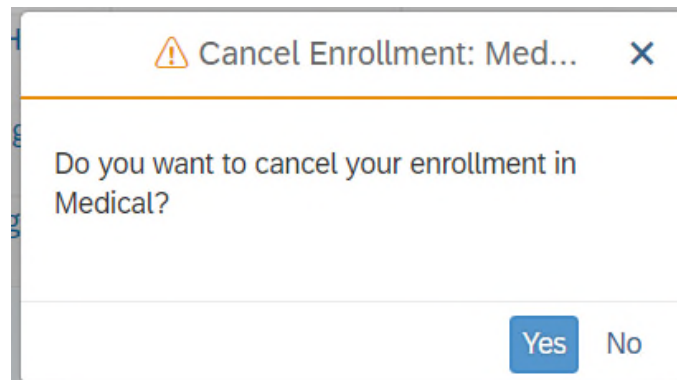 Cancel Enrollment: Med...
Do you want to cancel your enrollment in
Medical?
Yes No